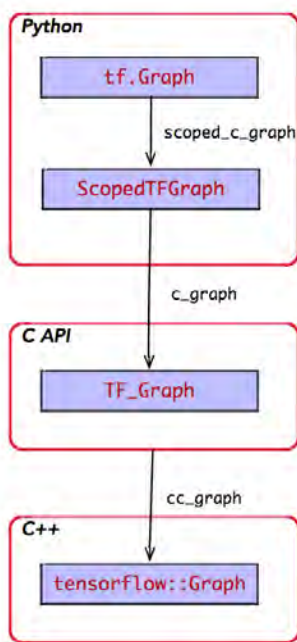 Python
tf.Graph
scoped_c_graph
ScopedTFGraph
c_graph
C API
TF_Graph
cc_graph
C++
tensorflow::Graph